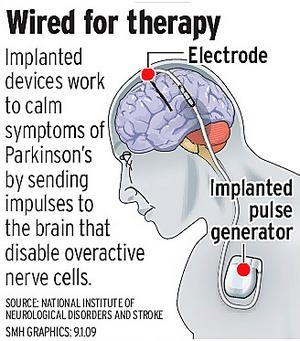 Wired for therapy
Implanted
devices work
to calm
symptoms of
Parkinson's
by sending
impulses to
the brain that
disable overactive
nerve cells.
Electrode
Implanted
pulse
generator
SOURCE: NATIONAL INSTITUTE OF
NEUROLOGICAL DISORDERS AND STROKE
SMH GRAPHICS: 9.1.09